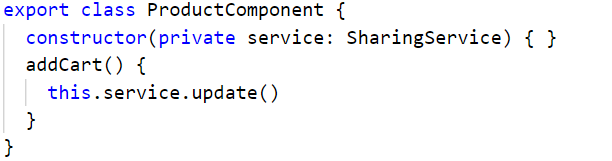 export class ProductComponent {
  constructor(private service: SharingService) { }
  addCart() {
    this.service.update()
  }
}